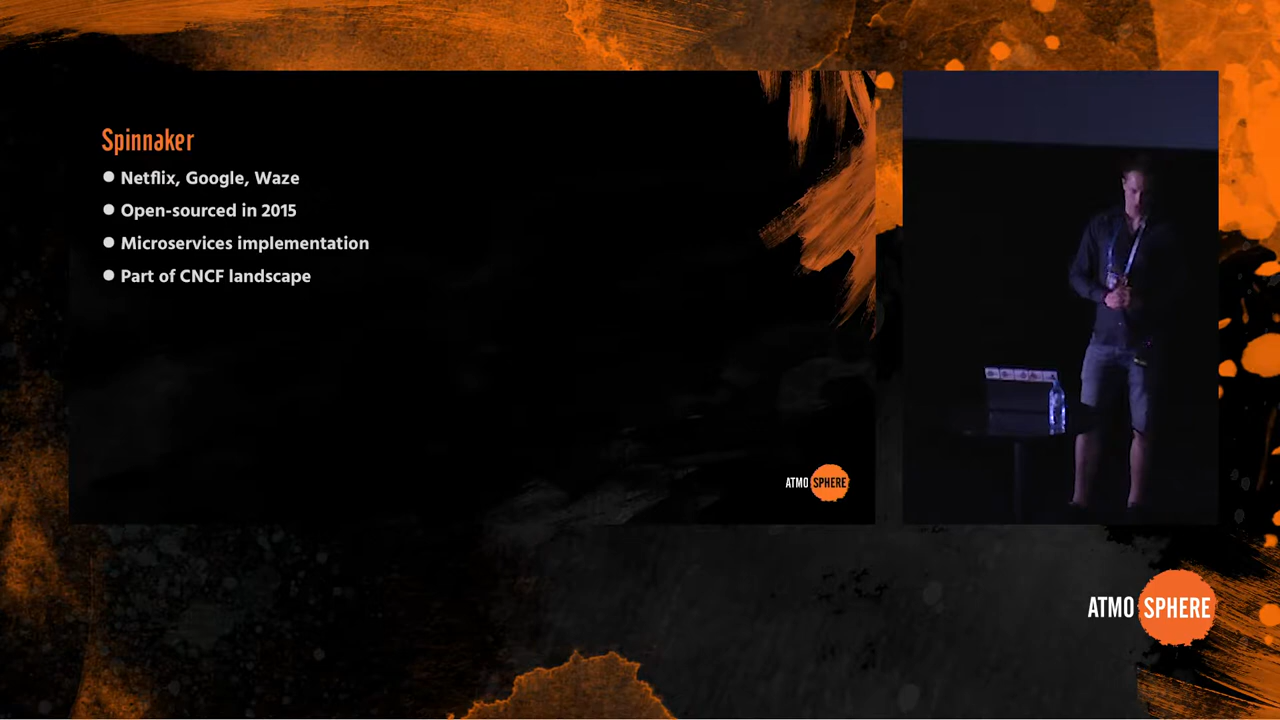 Spinnaker
Netflix, Google, Waze
Open-sourced in 2015
Microservices implementation
Part of CNCF landscape
ATMO SPHERE
ATMO SPHERE